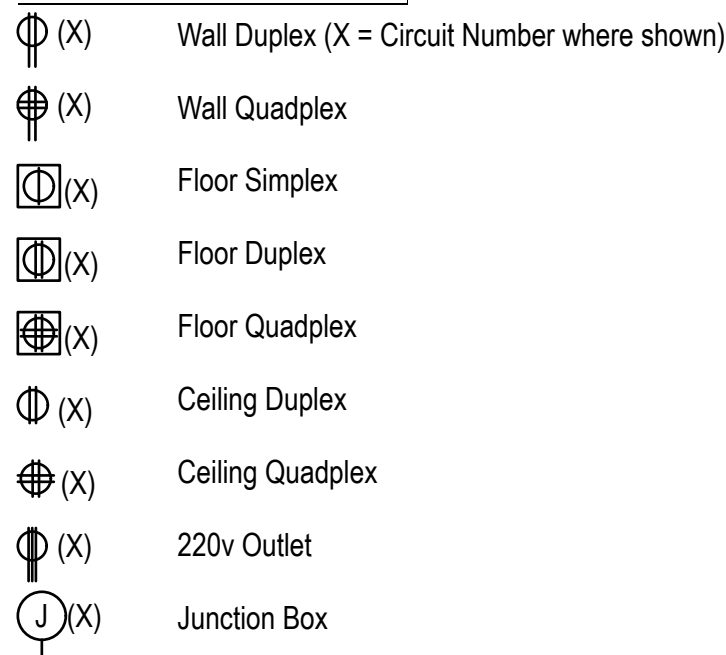 (X) Wall Duplex (X = Circuit Number where shown)
(X) Wall Quadplex
(X) Floor Simplex
(X) Floor Duplex
(X) Floor Quadplex
(X) Ceiling Duplex
(X) Ceiling Quadplex
(X) 220v Outlet
J (X) Junction Box